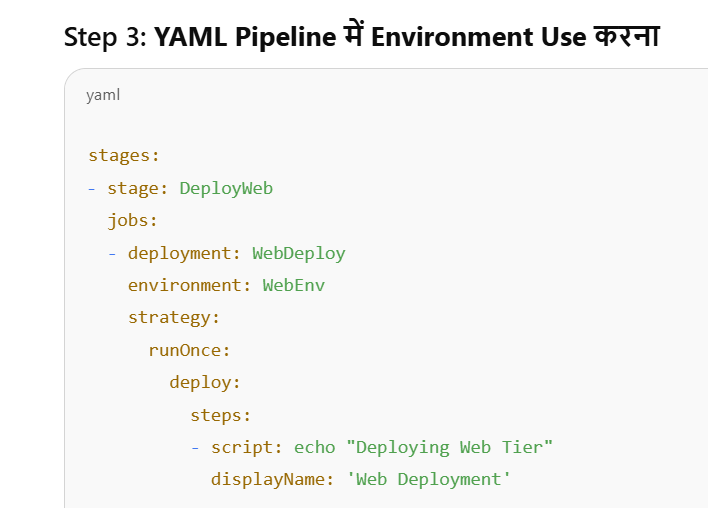 Step 3: YAML Pipeline में Environment Use करना
yaml
stages:
- stage: DeployWeb
  jobs:
  - deployment: WebDeploy
    environment: WebEnv
    strategy:
      runOnce:
        deploy:
          steps:
          - script: echo "Deploying Web Tier"
            displayName: 'Web Deployment'